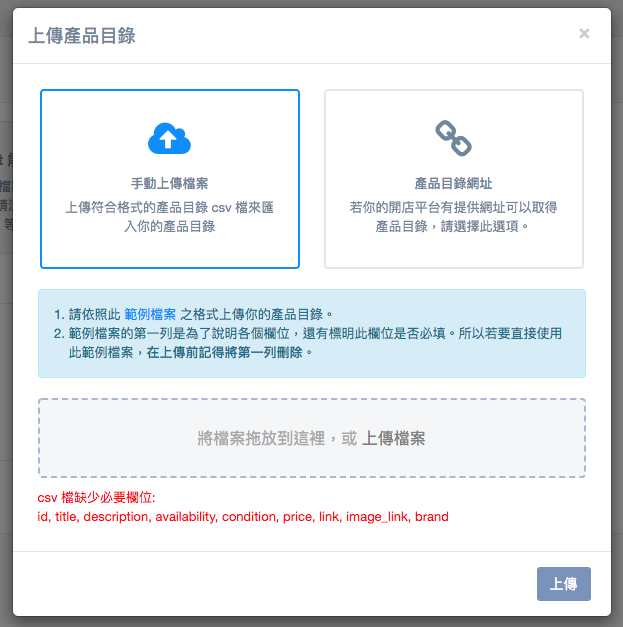 上傳產品目錄
×
手動上傳檔案
上傳符合格式的產品目錄 csv 檔來匯
入你的產品目錄
產品目錄網址
若你的開店平台有提供網址可以取得
產品目錄，請選擇此選項。
1. 請依照此 範例檔案 之格式上傳你的產品目錄。
2. 範例檔案的第一列是為了說明各個欄位，還有標明此欄位是否必填。所以若要直接使用
此範例檔案，在上傳前記得將第一列刪除。
將檔案拖放到這裡，或 上傳檔案
csv 檔缺少必要欄位:
id, title, description, availability, condition, price, link, image_link, brand
上傳